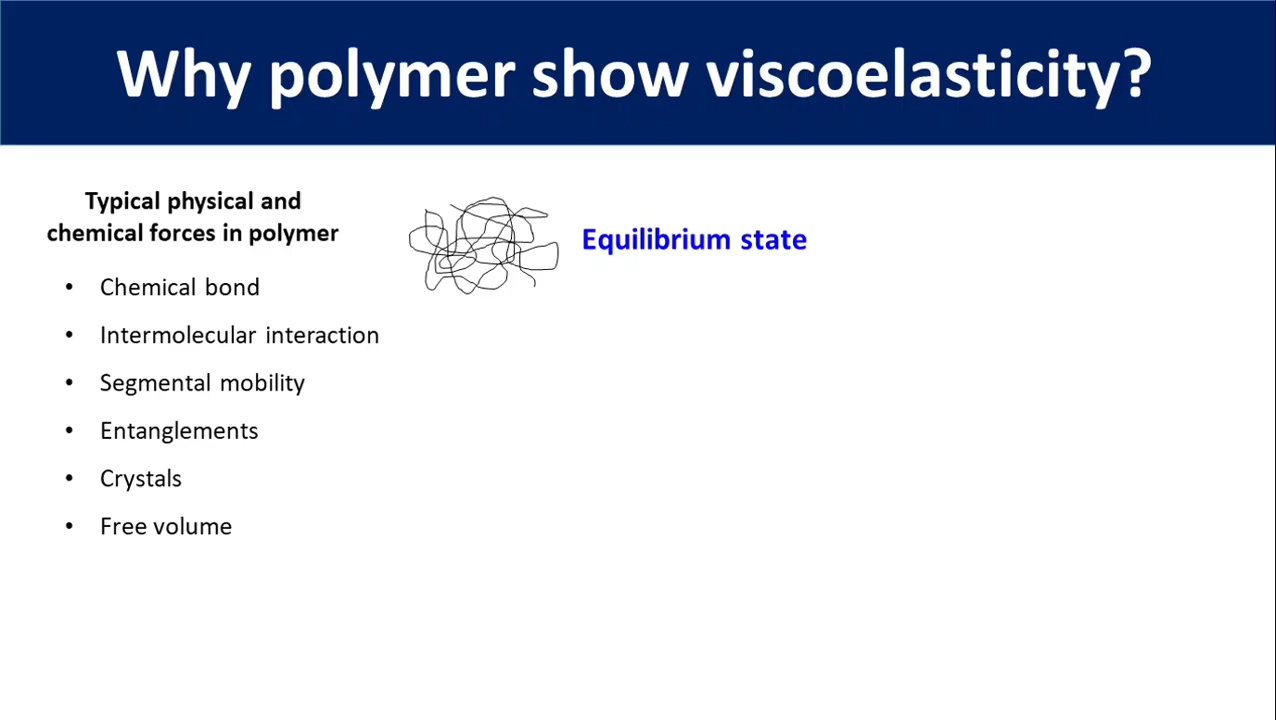 Why polymer show viscoelasticity?
Typical physical and
chemical forces in polymer
• Chemical bond
• Intermolecular interaction
• Segmental mobility
• Entanglements
• Crystals
• Free volume
Equilibrium state